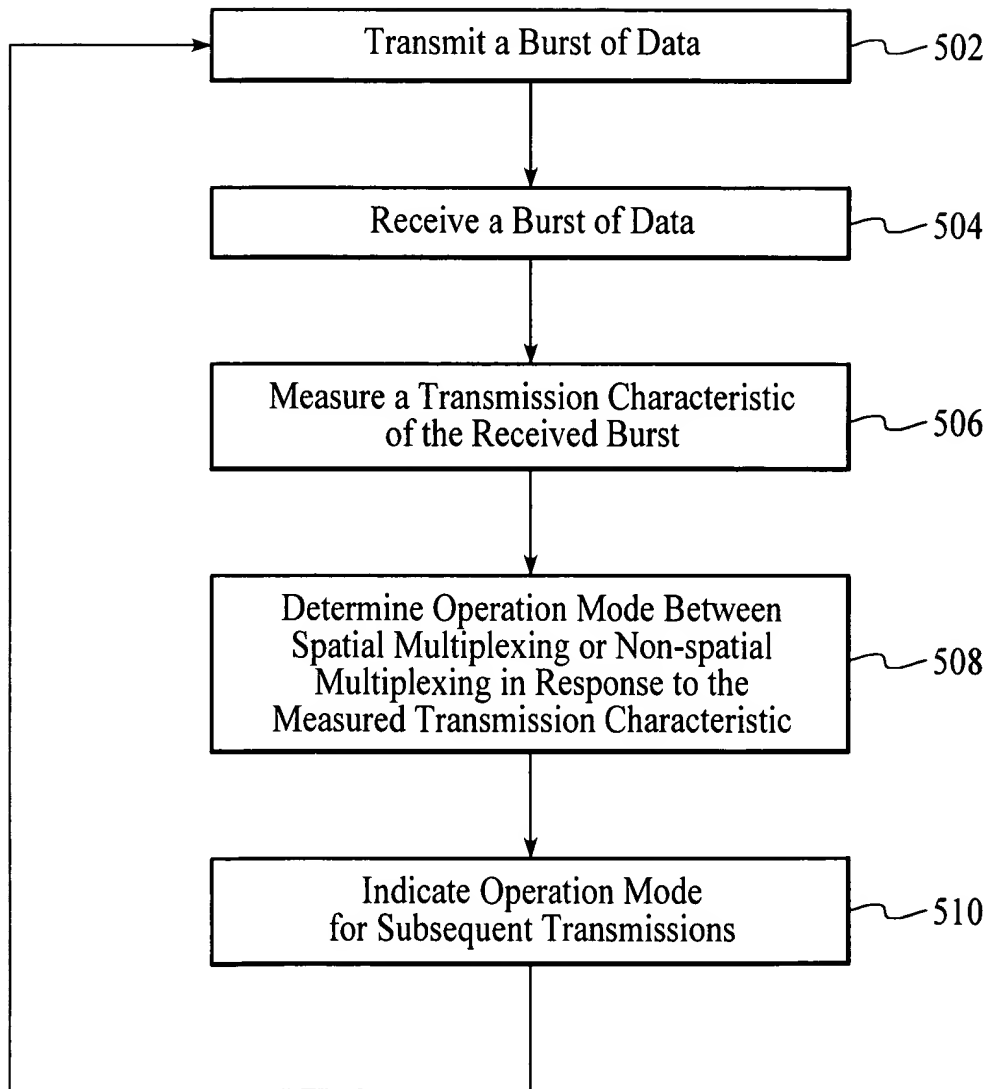 Transmit a Burst of Data
502
Receive a Burst of Data
504
Measure a Transmission Characteristic
of the Received Burst
506
Determine Operation Mode Between
Spatial Multiplexing or Non-spatial
Multiplexing in Response to the
Measured Transmission Characteristic
508
Indicate Operation Mode
for Subsequent Transmissions
510